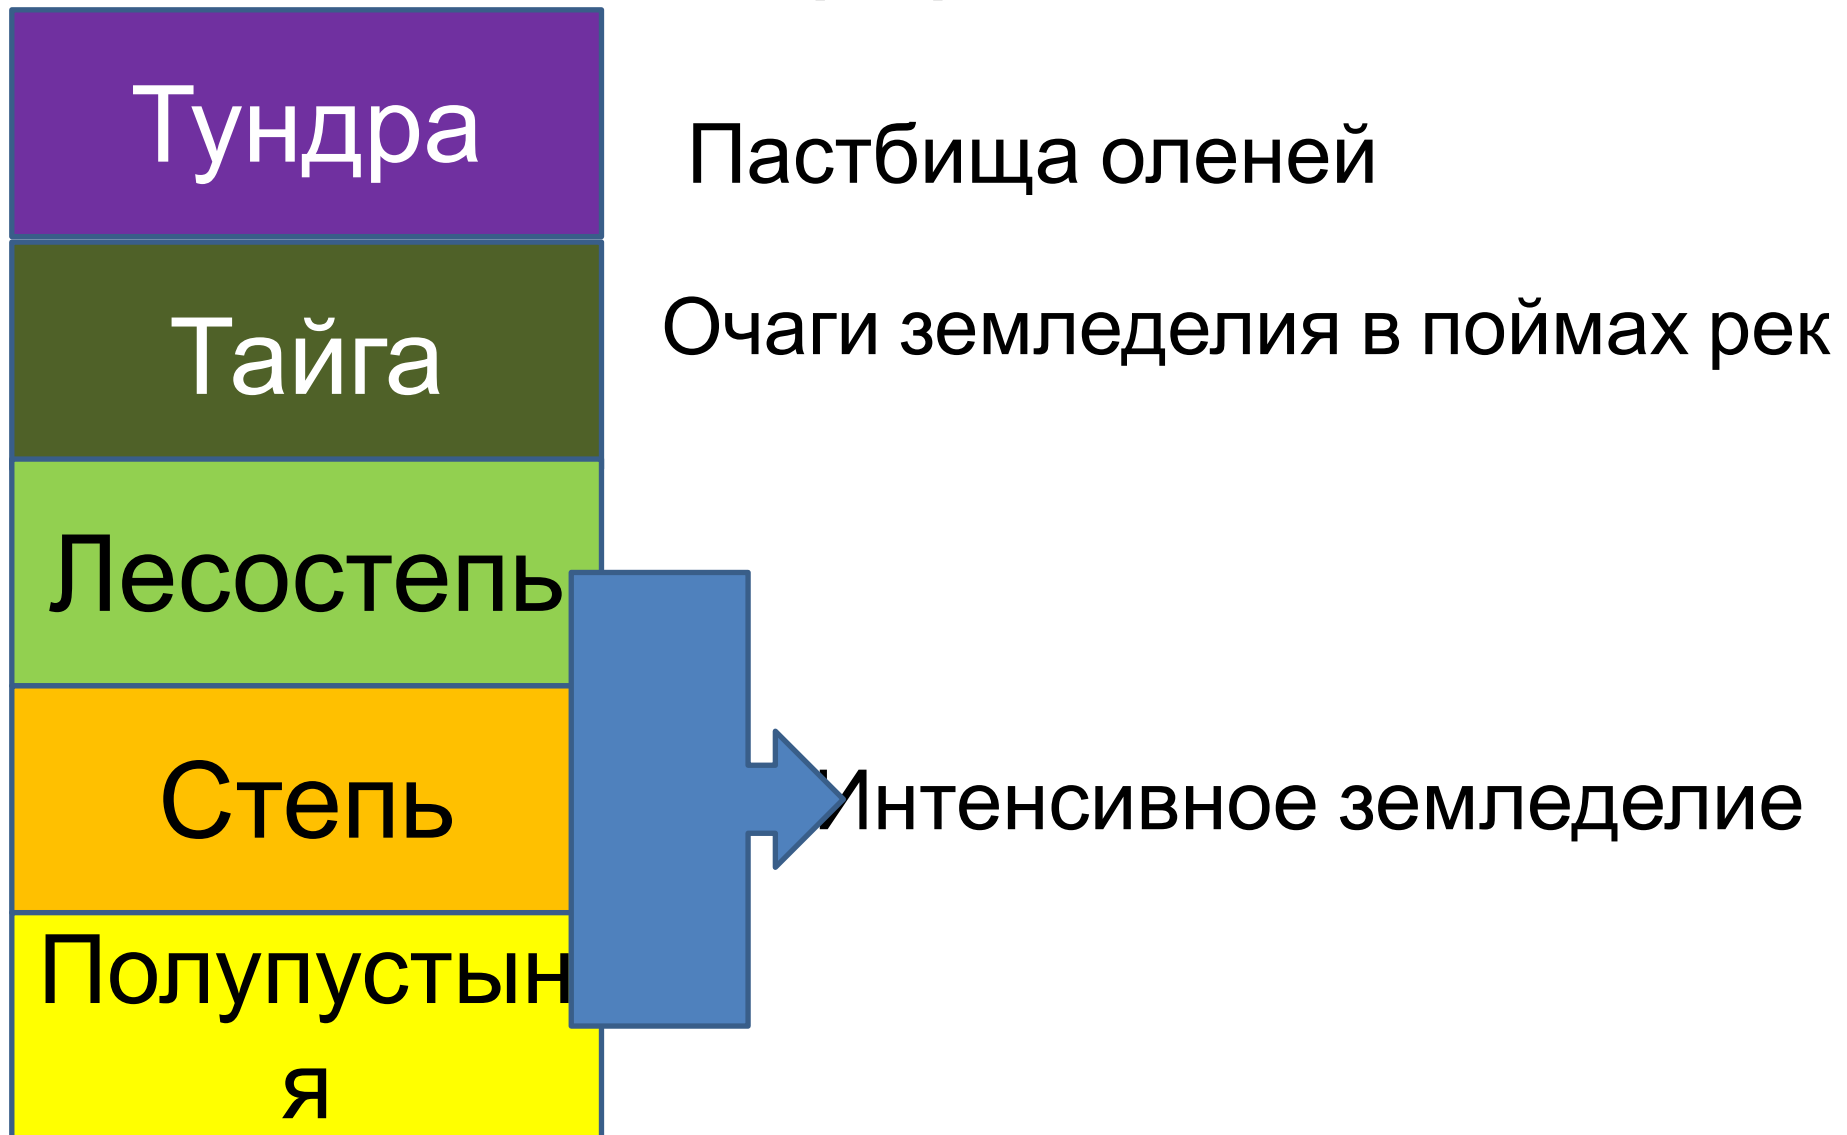 Тундра
Пастбища оленей
Тайга
Очаги земледелия в поймах рек
Лесостепь
Степь
Интенсивное земледелие
Полупустын
я